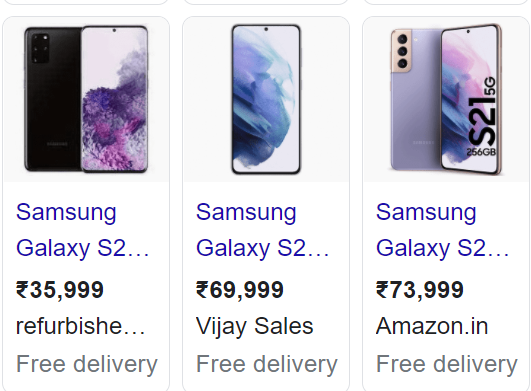 S21 5G
256GB
Samsung
Galaxy S2…
₹35,999
refurbishe…
Free delivery
Samsung
Galaxy S2…
₹69,999
Vijay Sales
Free delivery
Samsung
Galaxy S2…
₹73,999
Amazon.in
Free delivery